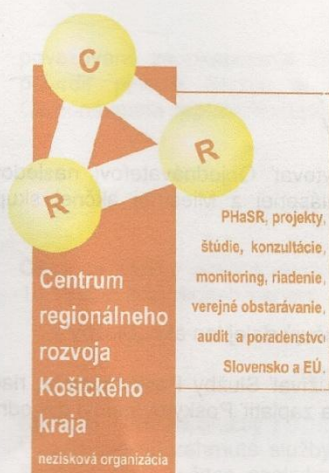 C
R
R
PHaSR, projekty,
štúdie, konzultácie,
monitoring, riadenie,
verejné obstarávanie,
audit a poradenstvo
Slovensko a EÚ.
Centrum
regionálneho
rozvoja
Košického
kraja
nezisková organizácia